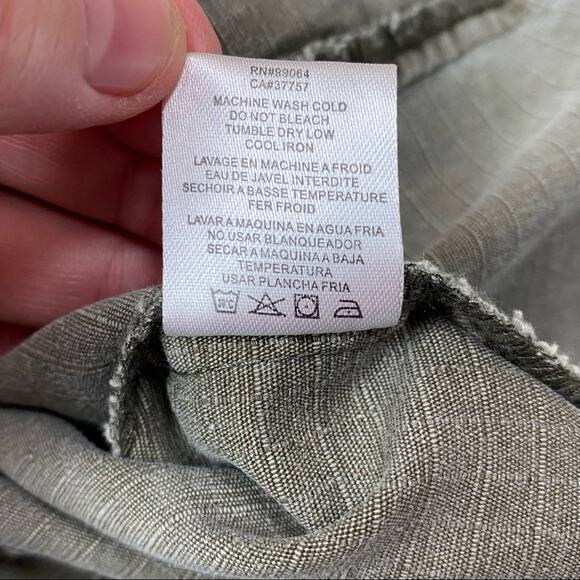 RN#99064
CA#37757
MACHINE WASH COLD
DO NOT BLEACH
TUMBLE DRY LOW
COOL IRON
LAVAGE EN MACHINE A FROID
EAU DE JAVEL INTERDITE
SECHOIR A BASSE TEMPERATURE
FER FROID
LAVAR A MAQUINA EN AGUA FRIA
NO USAR BLANQUEADOR
SECAR A MAQUINA A BAJA
TEMPERATURA
USAR PLANCHA FRIA
30°C